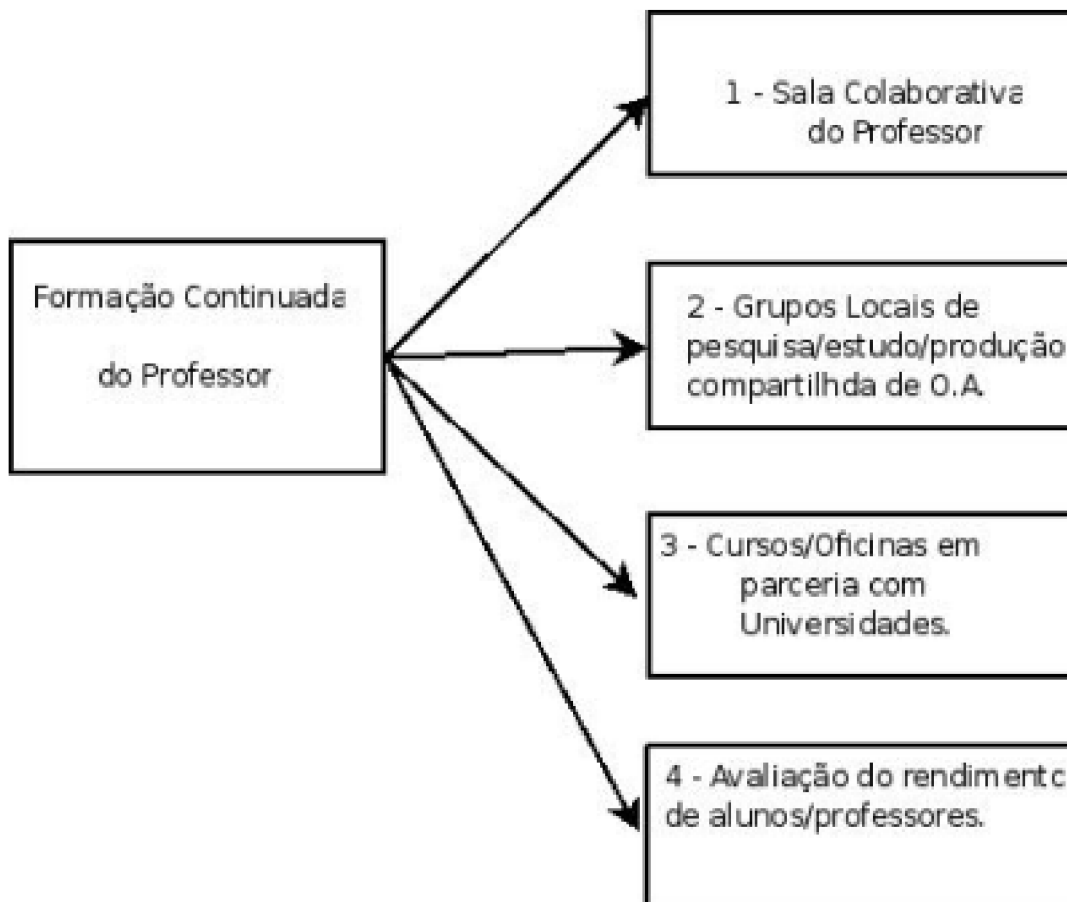 1 - Sala Colaborativa
do Professor
Formação Continuada
do Professor
2 - Grupos Locais de
pesquisa/estudo/produção
compartilhda de O.A.
3 - Cursos/Oficinas em
parceria com
Universidades.
4 - Avaliação do rendimento
de alunos/professores.